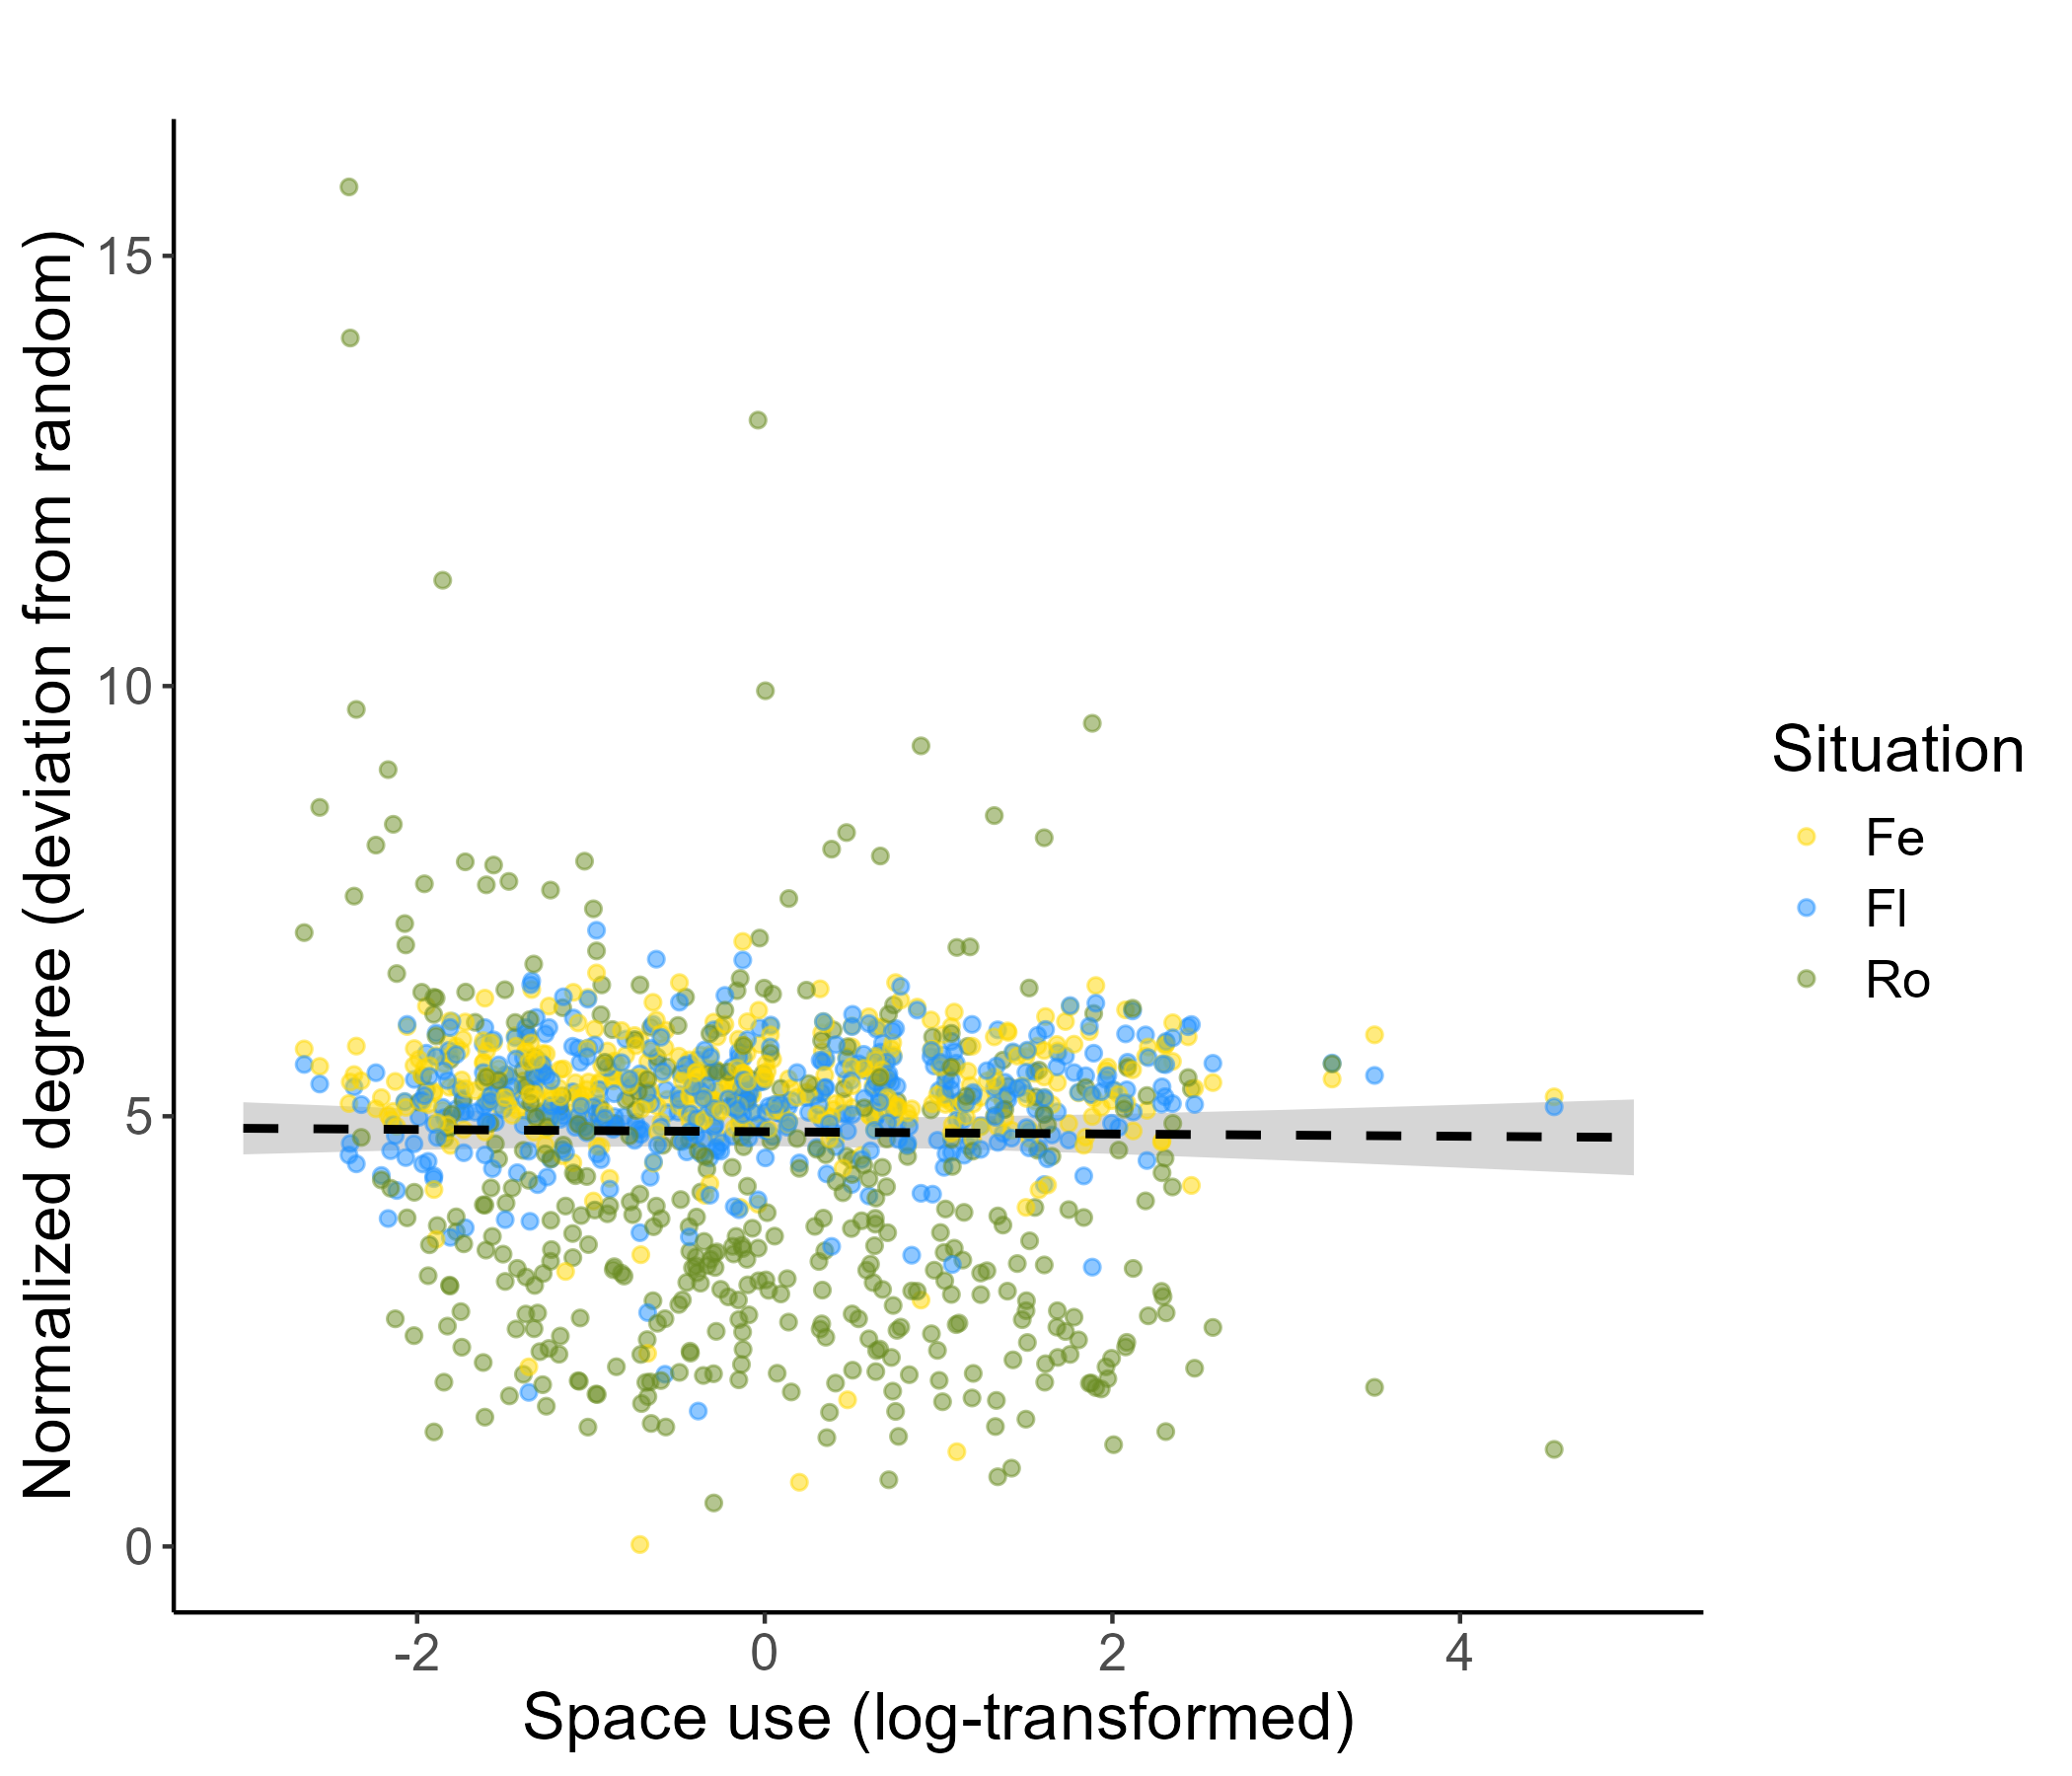 Normalized degree (deviation from random)
15
10
5
0
-2
0
2
4
Space use (log-transformed)
Situation
Fe
Fl
Ro